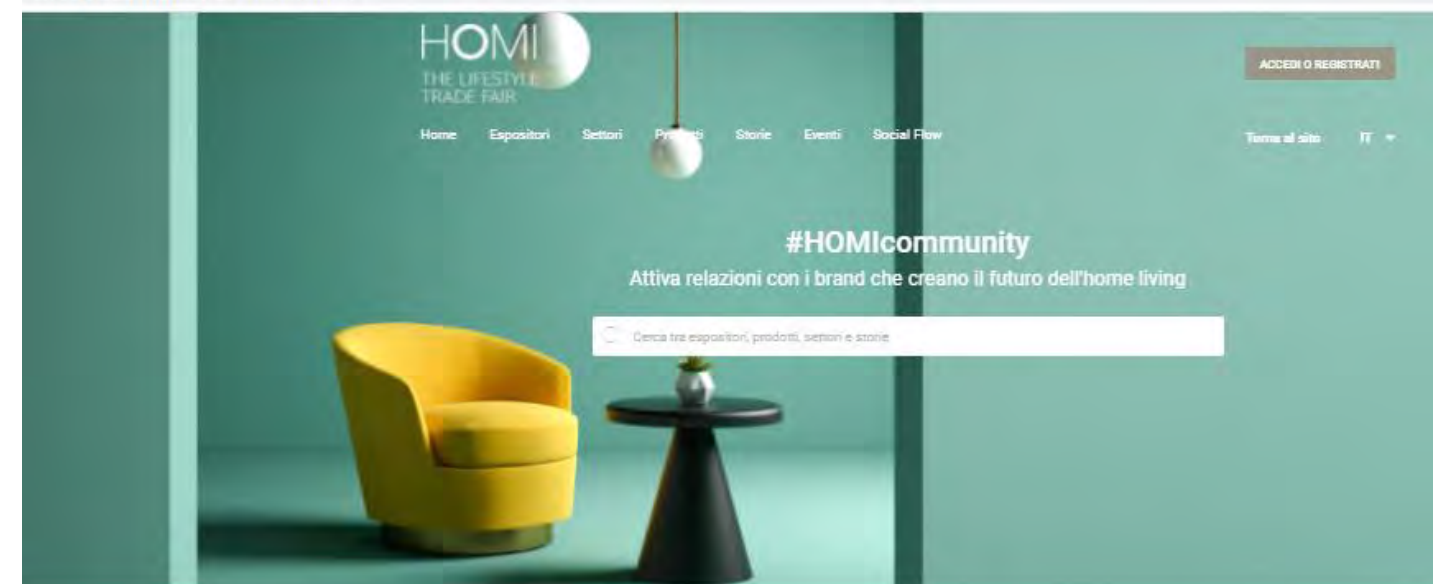 HOMI
THE LIFESTYLE
TRADE FAIR
ACCEDI O REGISTRATI
Home Espositori Settori Prodotti Storie Eventi Social Flow
Torna al sito IT
#HOMIcommunity
Attiva relazioni con i brand che creano il futuro dell'home living
Cerca tra espositori, prodotti, settori e storie